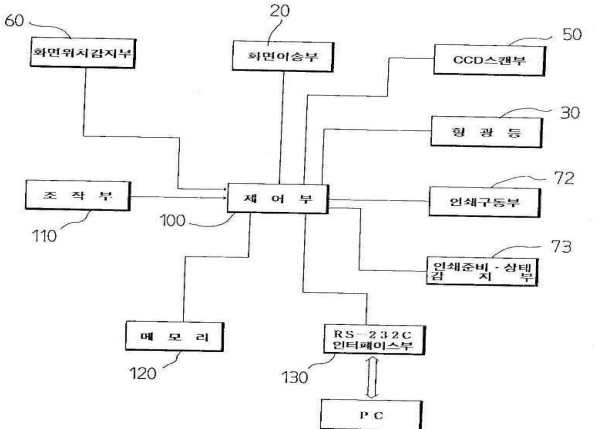 60
20
50
화면위치감지부
화면이송부
CCD스캔부
30
형 광 등
72
조 작 부
제 어 부
인쇄구동부
110
100
73
인쇄준비·상태
감 지 부
메 모 리
RS-232C
인터페이스부
120
130
PC